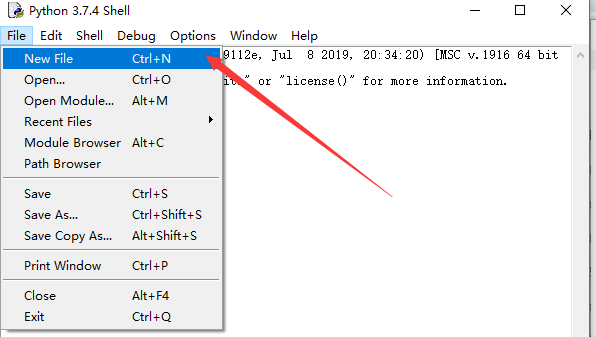 Python 3.7.4 Shell
File Edit Shell Debug Options Window Help
New File Ctrl+N
9112e, Jul 8 2019, 20:34:20) [MSC v.1916 64 bit
Open... Ctrl+O
" or "license()" for more information.
Open Module... Alt+M
Recent Files
Module Browser Alt+C
Path Browser
Save Ctrl+S
Save As... Ctrl+Shift+S
Save Copy As... Alt+Shift+S
Print Window Ctrl+P
Close Alt+F4
Exit Ctrl+Q